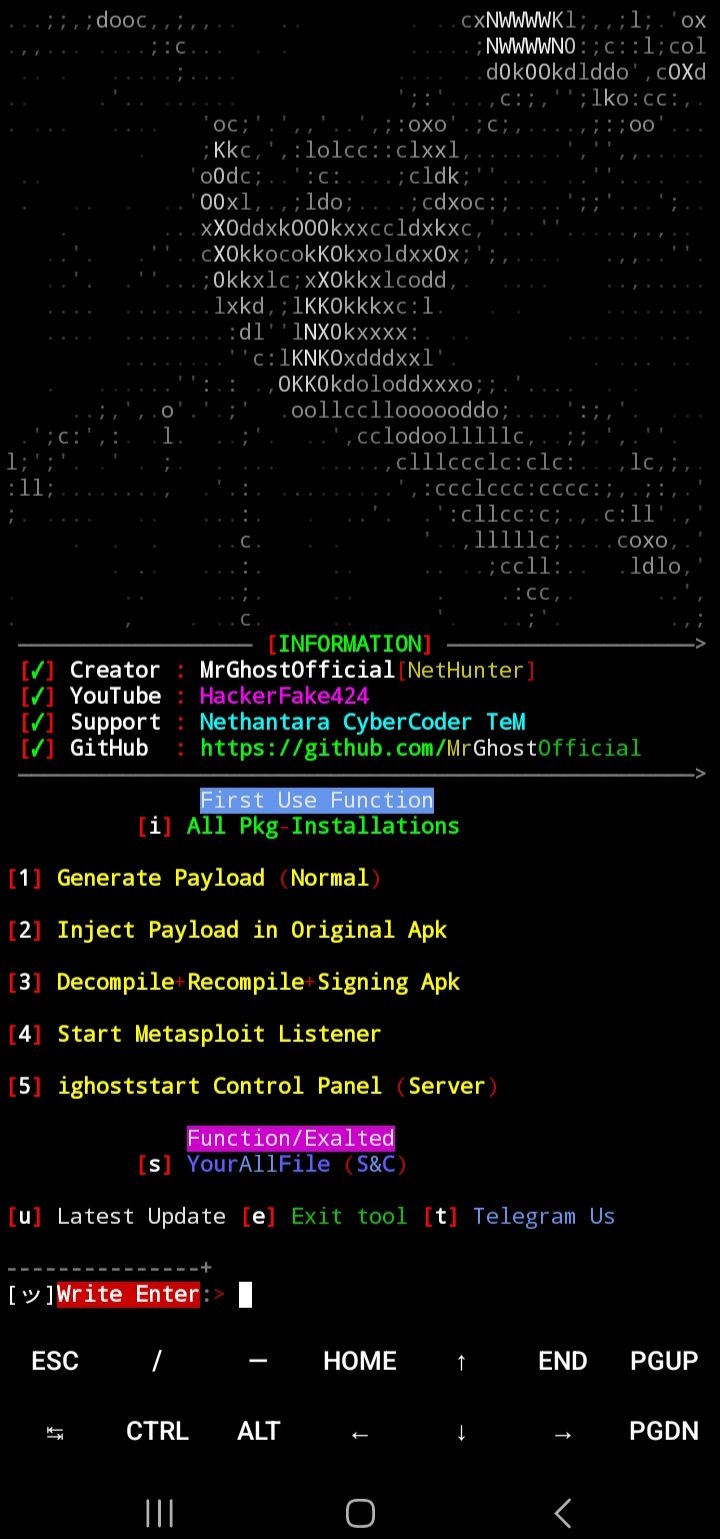 [INFORMATION]
[✓] Creator : MrGhostOfficial[NetHunter]
[✓] YouTube : HackerFake424
[✓] Support : Nethantara CyberCoder TeM
[✓] GitHub : https://github.com/MrGhostOfficial
First Use Function
[i] All Pkg-Installations
[1] Generate Payload (Normal)
[2] Inject Payload in Original Apk
[3] Decompile+Recompile+Signing Apk
[4] Start Metasploit Listener
[5] ighoststart Control Panel (Server)
Function/Exalted
[s] YourAllFile (S&C)
[u] Latest Update [e] Exit tool [t] Telegram Us
---------------+
[ツ]Write Enter:>
ESC / — HOME ↑ END PGUP
↹ CTRL ALT ← ↓ → PGDN